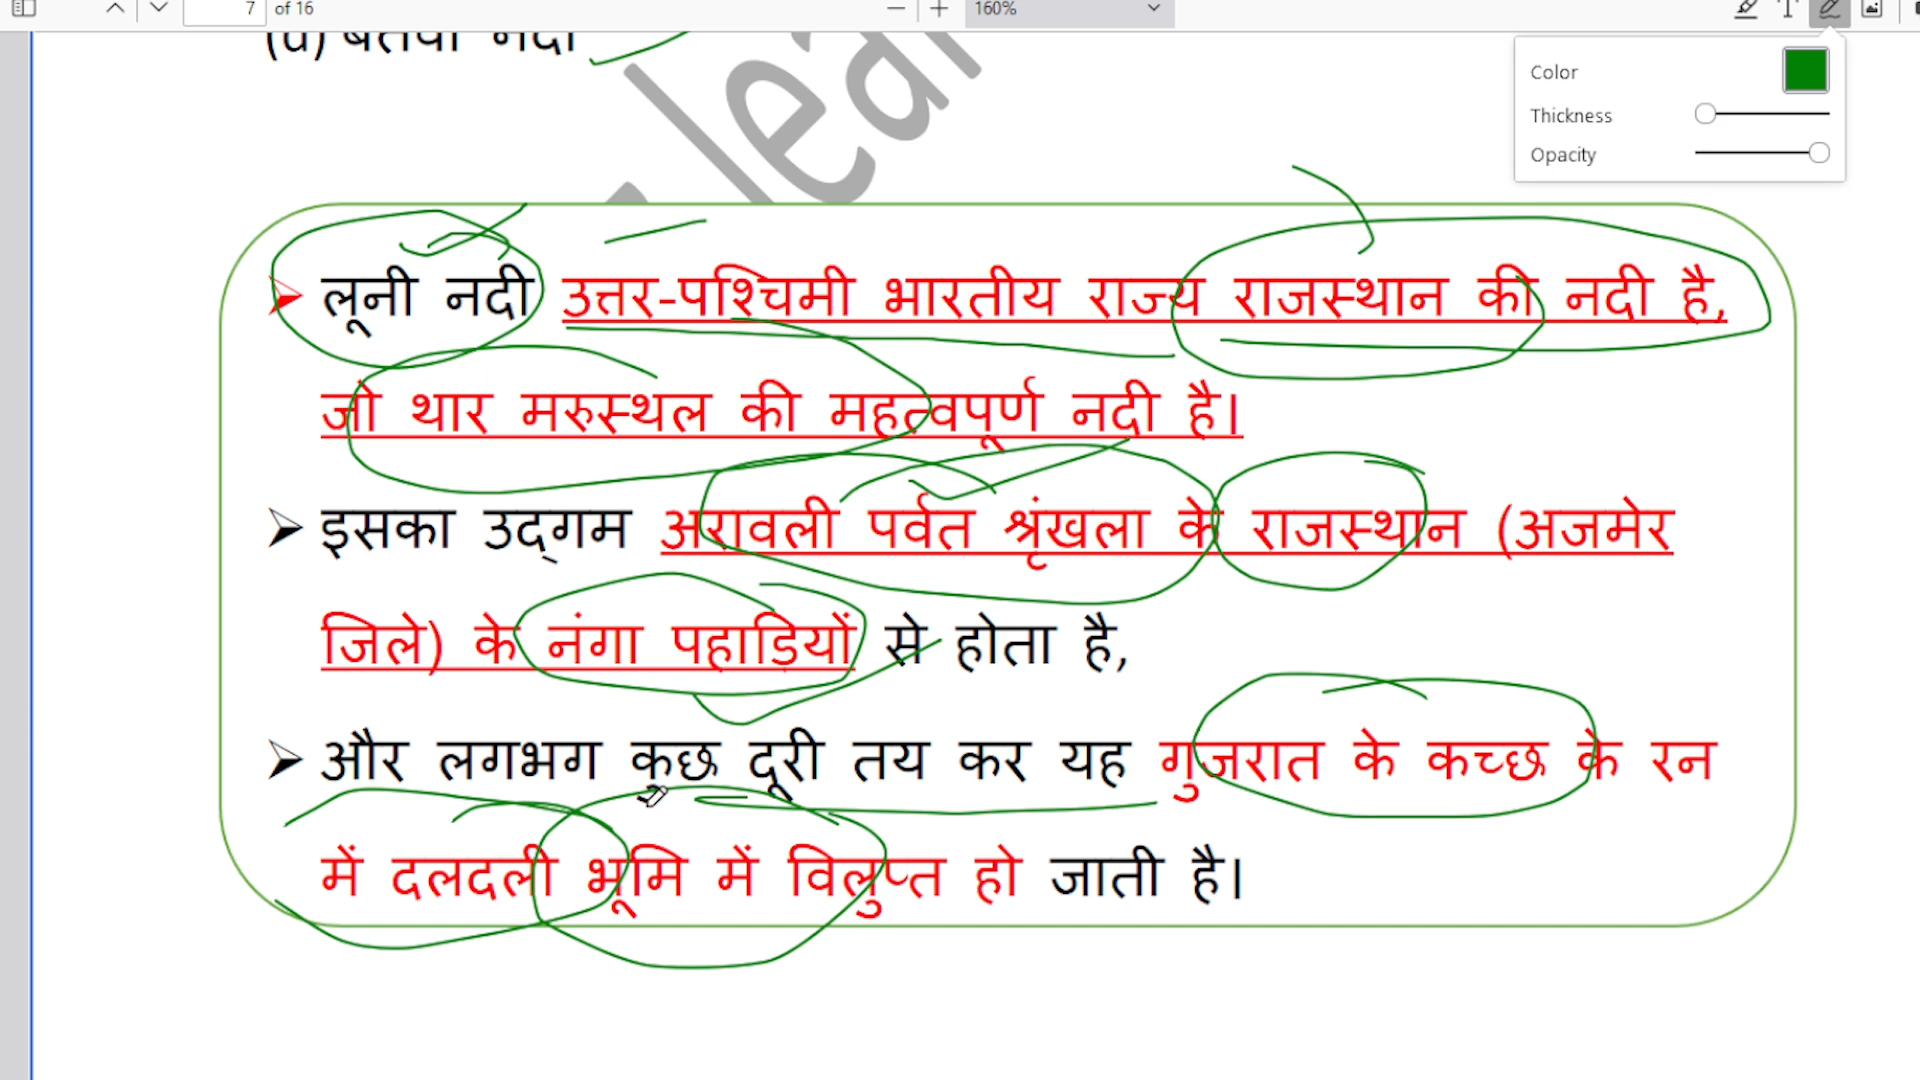 7 of 16
160%
Color
Thickness
Opacity
(d) बेतवा नदी
lear
लूनी नदी उत्तर-पश्चिमी भारतीय राज्य राजस्थान की नदी है,
जो थार मरुस्थल की महत्वपूर्ण नदी है।
इसका उद्‌गम अरावली पर्वत श्रृंखला के राजस्थान (अजमेर
जिले) के नंगा पहाडियों से होता है,
और लगभग कुछ दूरी तय कर यह गुजरात के कच्छ के रन
में दलदली भूमि में विलुप्त हो जाती है।